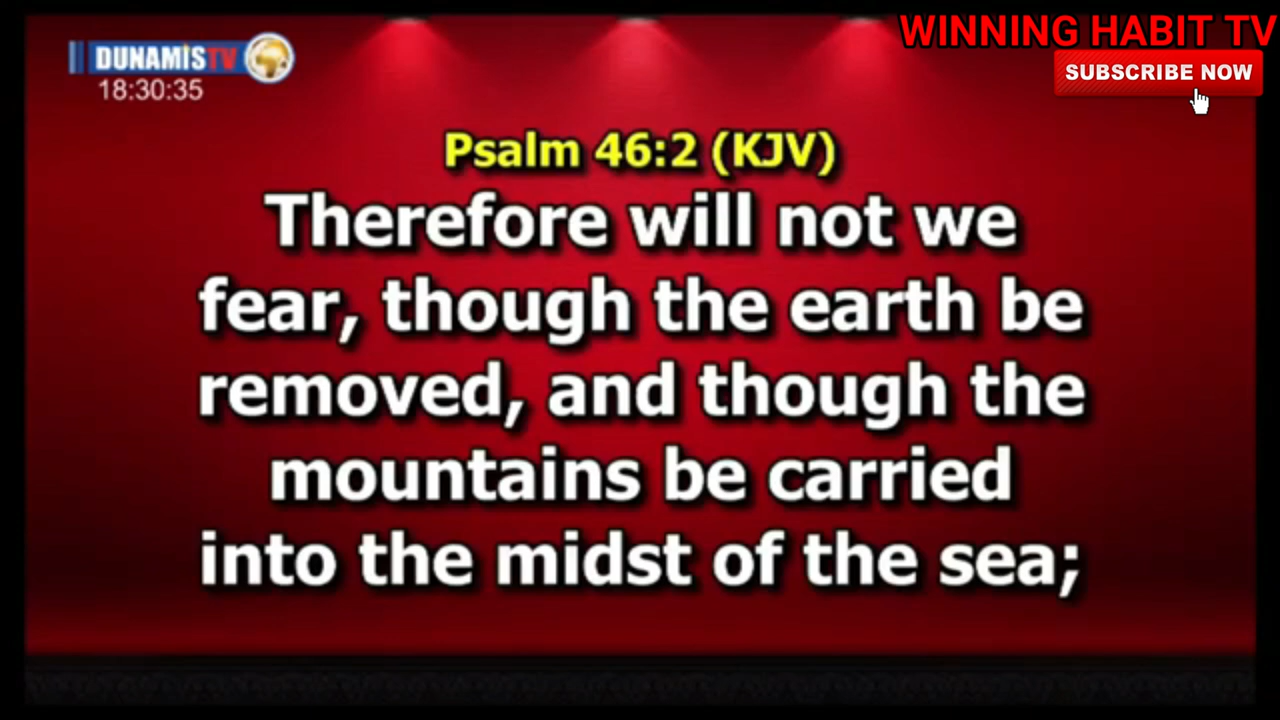 WINNING HABIT TV
DUNAMIS TV
SUBSCRIBE NOW
18:30:35
Psalm 46:2 (KJV)
Therefore will not we
fear, though the earth be
removed, and though the
mountains be carried
into the midst of the sea;